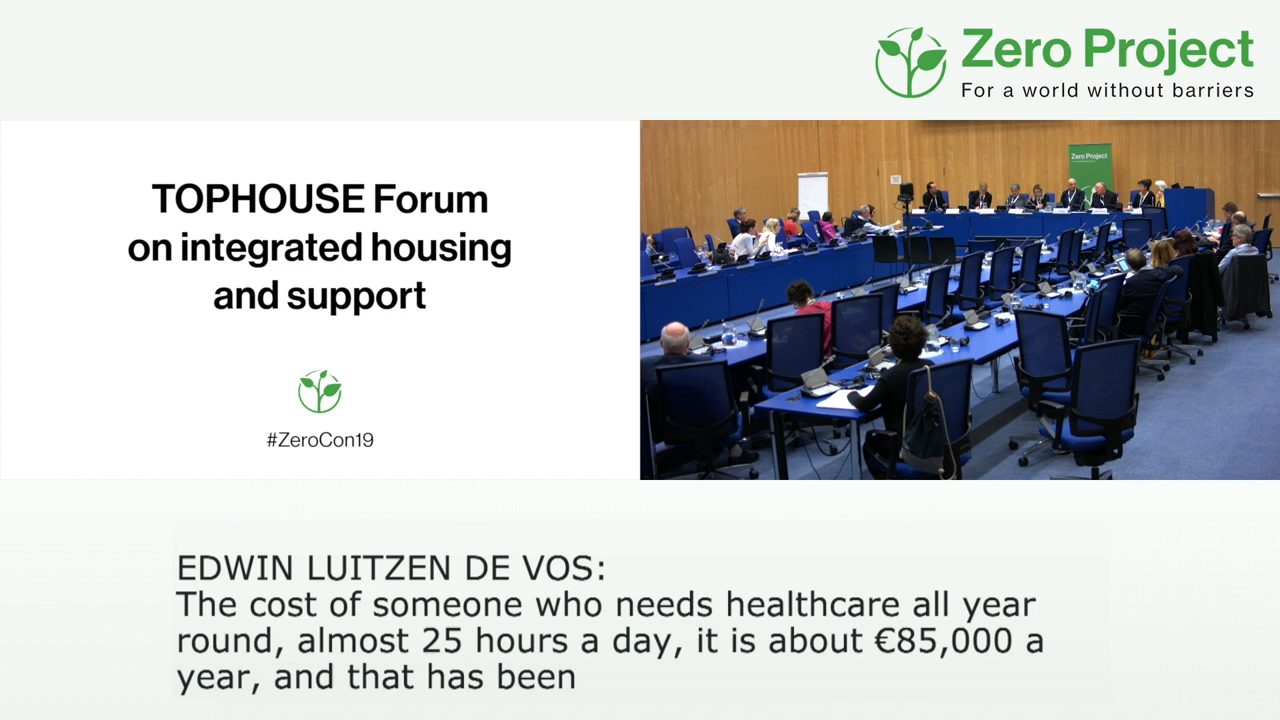 Zero Project
For a world without barriers
TOPHOUSE Forum
on integrated housing
and support
#ZeroCon19
Zero Project
EDWIN LUITZEN DE VOS:
The cost of someone who needs healthcare all year
round, almost 25 hours a day, it is about €85,000 a
year, and that has been